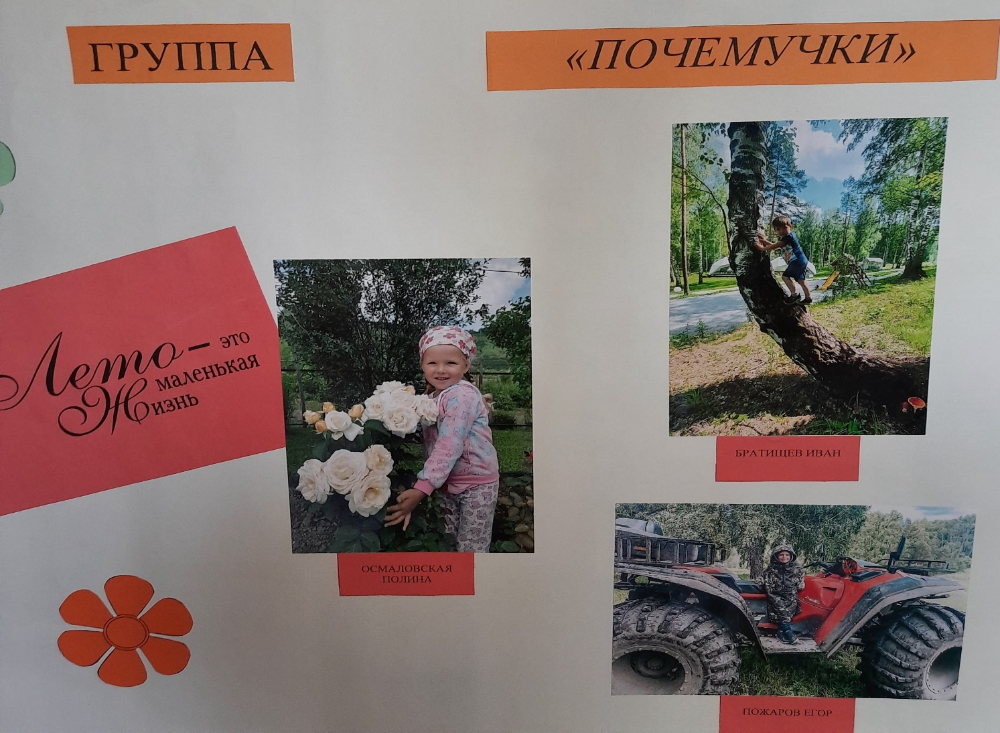 ГРУППА
«ПОЧЕМУЧКИ»
Лето – это
маленькая
Жизнь
БРАТИЩЕВ ИВАН
ОСМАЛОВСКАЯ
ПОЛИНА
ПОЖАРОВ ЕГОР